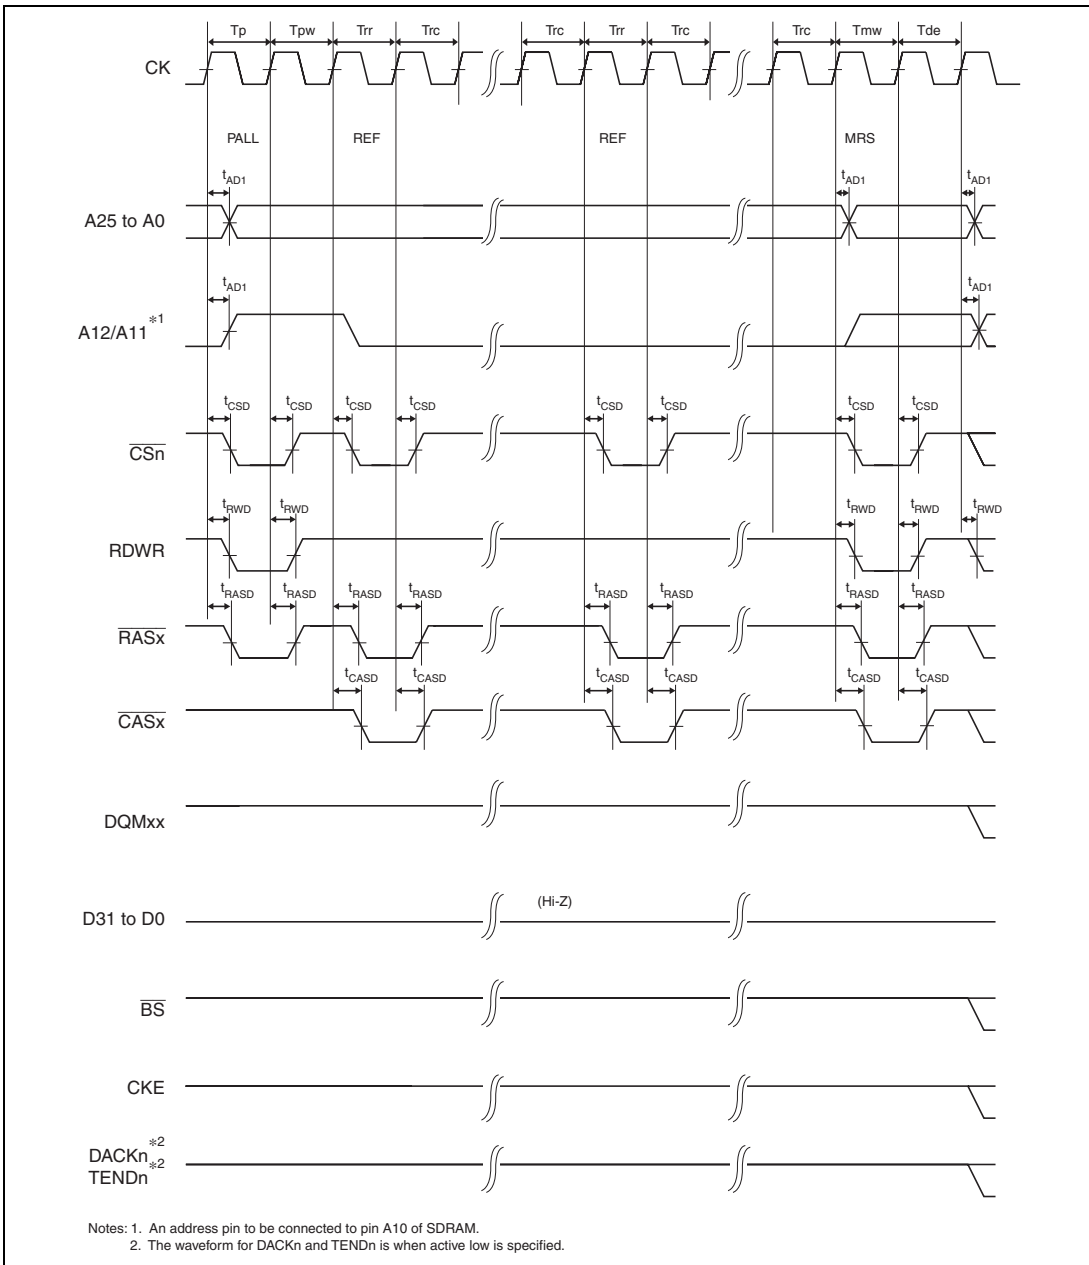 Tp Tpw Trr Trc Trc Trr Trc Trc Tmw Tde
CK
PALL REF REF MRS
tAD1 tAD1 tAD1
A25 to A0
tAD1 tAD1
A12/A11*1
tCSD tCSD tCSD tCSD tCSD tCSD tCSD tCSD
CSn
tRWD tRWD tRWD tRWD tRWD
RDWR
tRASD tRASD tRASD tRASD tRASD tRASD tRASD tRASD
RASx
tCASD tCASD tCASD tCASD tCASD tCASD
CASx
DQMxx
(Hi-Z)
D31 to D0
BS
CKE
DACKn*2
TENDn*2
Notes: 1. An address pin to be connected to pin A10 of SDRAM.
2. The waveform for DACKn and TENDn is when active low is specified.